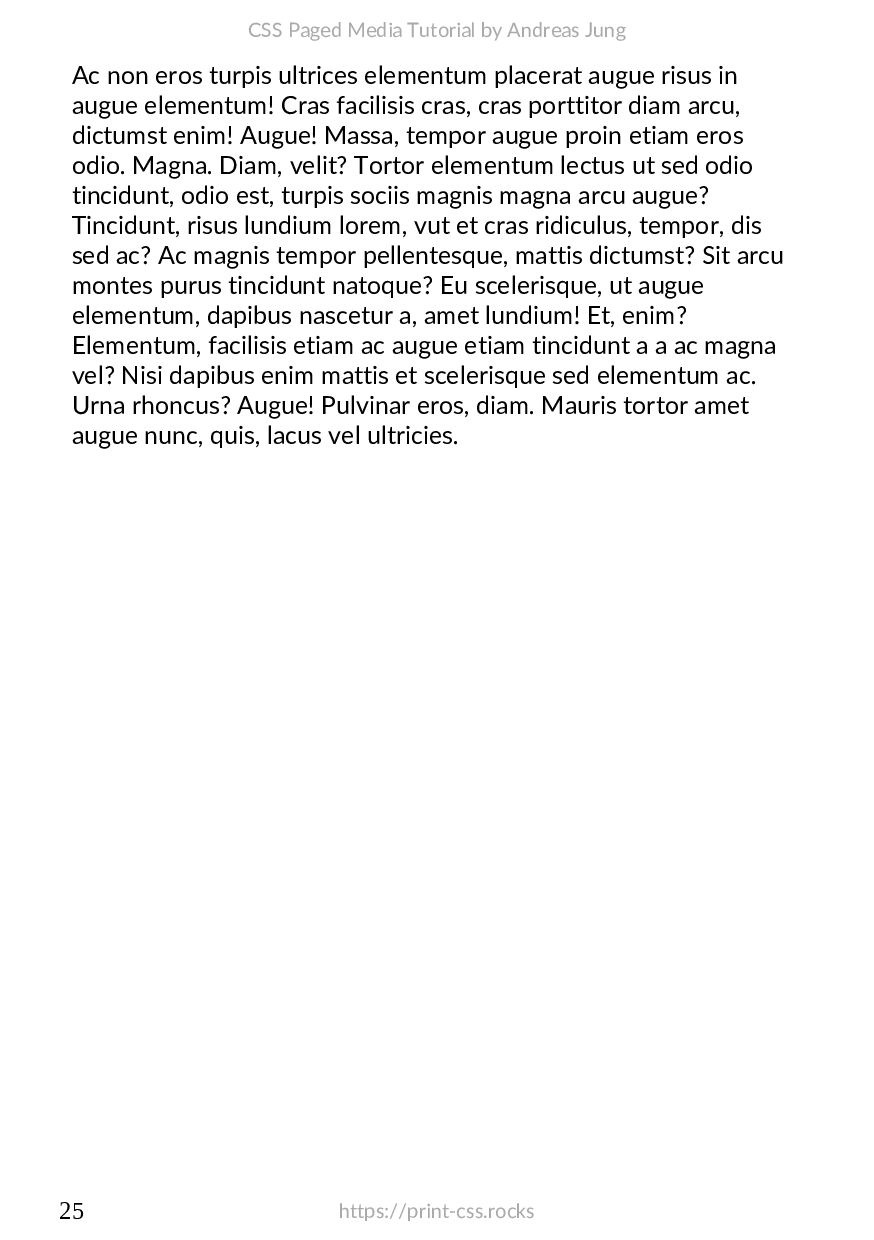 CSS Paged Media Tutorial by Andreas Jung
Ac non eros turpis ultrices elementum placerat augue risus in
augue elementum! Cras facilisis cras, cras porttitor diam arcu,
dictumst enim! Augue! Massa, tempor augue proin etiam eros
odio. Magna. Diam, velit? Tortor elementum lectus ut sed odio
tincidunt, odio est, turpis sociis magnis magna arcu augue?
Tincidunt, risus lundium lorem, vut et cras ridiculus, tempor, dis
sed ac? Ac magnis tempor pellentesque, mattis dictumst? Sit arcu
montes purus tincidunt natoque? Eu scelerisque, ut augue
elementum, dapibus nascetur a, amet lundium! Et, enim?
Elementum, facilisis etiam ac augue etiam tincidunt a a ac magna
vel? Nisi dapibus enim mattis et scelerisque sed elementum ac.
Urna rhoncus? Augue! Pulvinar eros, diam. Mauris tortor amet
augue nunc, quis, lacus vel ultricies.
25
https://print-css.rocks